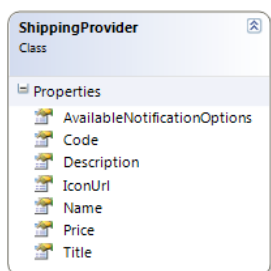 ShippingProvider
Class
Properties
AvailableNotificationOptions
Code
Description
IconUrl
Name
Price
Title